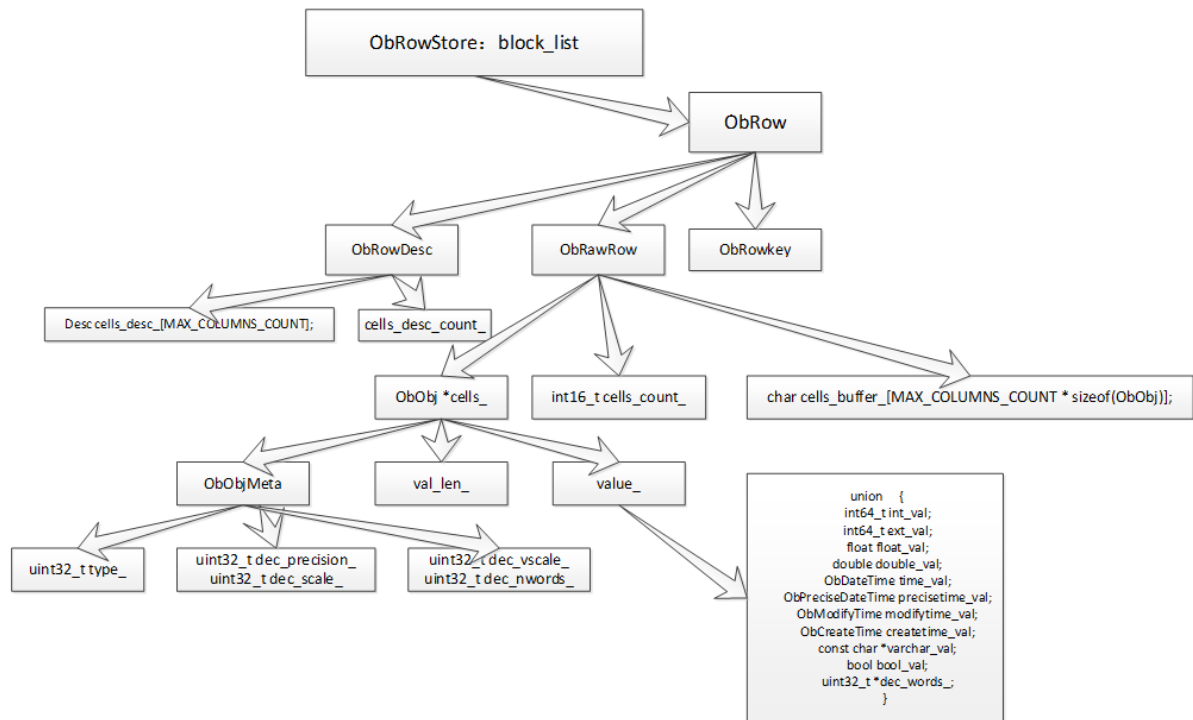 ObRowStore：block_list
ObRow
ObRowDesc
ObRawRow
ObRowkey
Desc cells_desc_[MAX_COLUMNS_COUNT];
cells_desc_count_
ObObj *cells_
int16_t cells_count_
char cells_buffer_[MAX_COLUMNS_COUNT * sizeof(ObObj)];
ObObjMeta
val_len_
value_
uint32_t type_
uint32_t dec_precision_
uint32_t dec_scale_
uint32_t dec_vscale_
uint32_t dec_nwords_
union {
int64_t int_val;
int64_t ext_val;
float float_val;
double double_val;
ObDateTime time_val;
ObPreciseDateTime precisetime_val;
ObModifyTime modifytime_val;
ObCreateTime createtime_val;
const char *varchar_val;
bool bool_val;
uint32_t *dec_words_;
}